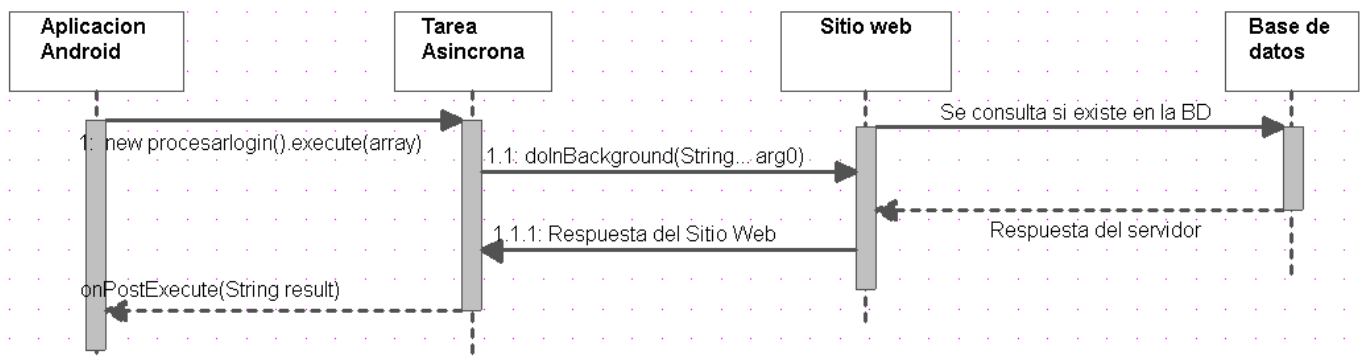 Aplicacion
Android
Tarea
Asincrona
Sitio web
Base de
datos
Se consulta si existe en la BD
1: new procesarlogin().execute(array)
1.1: doInBackground(String... arg0)
Respuesta del servidor
1.1.1: Respuesta del Sitio Web
onPostExecute(String result)